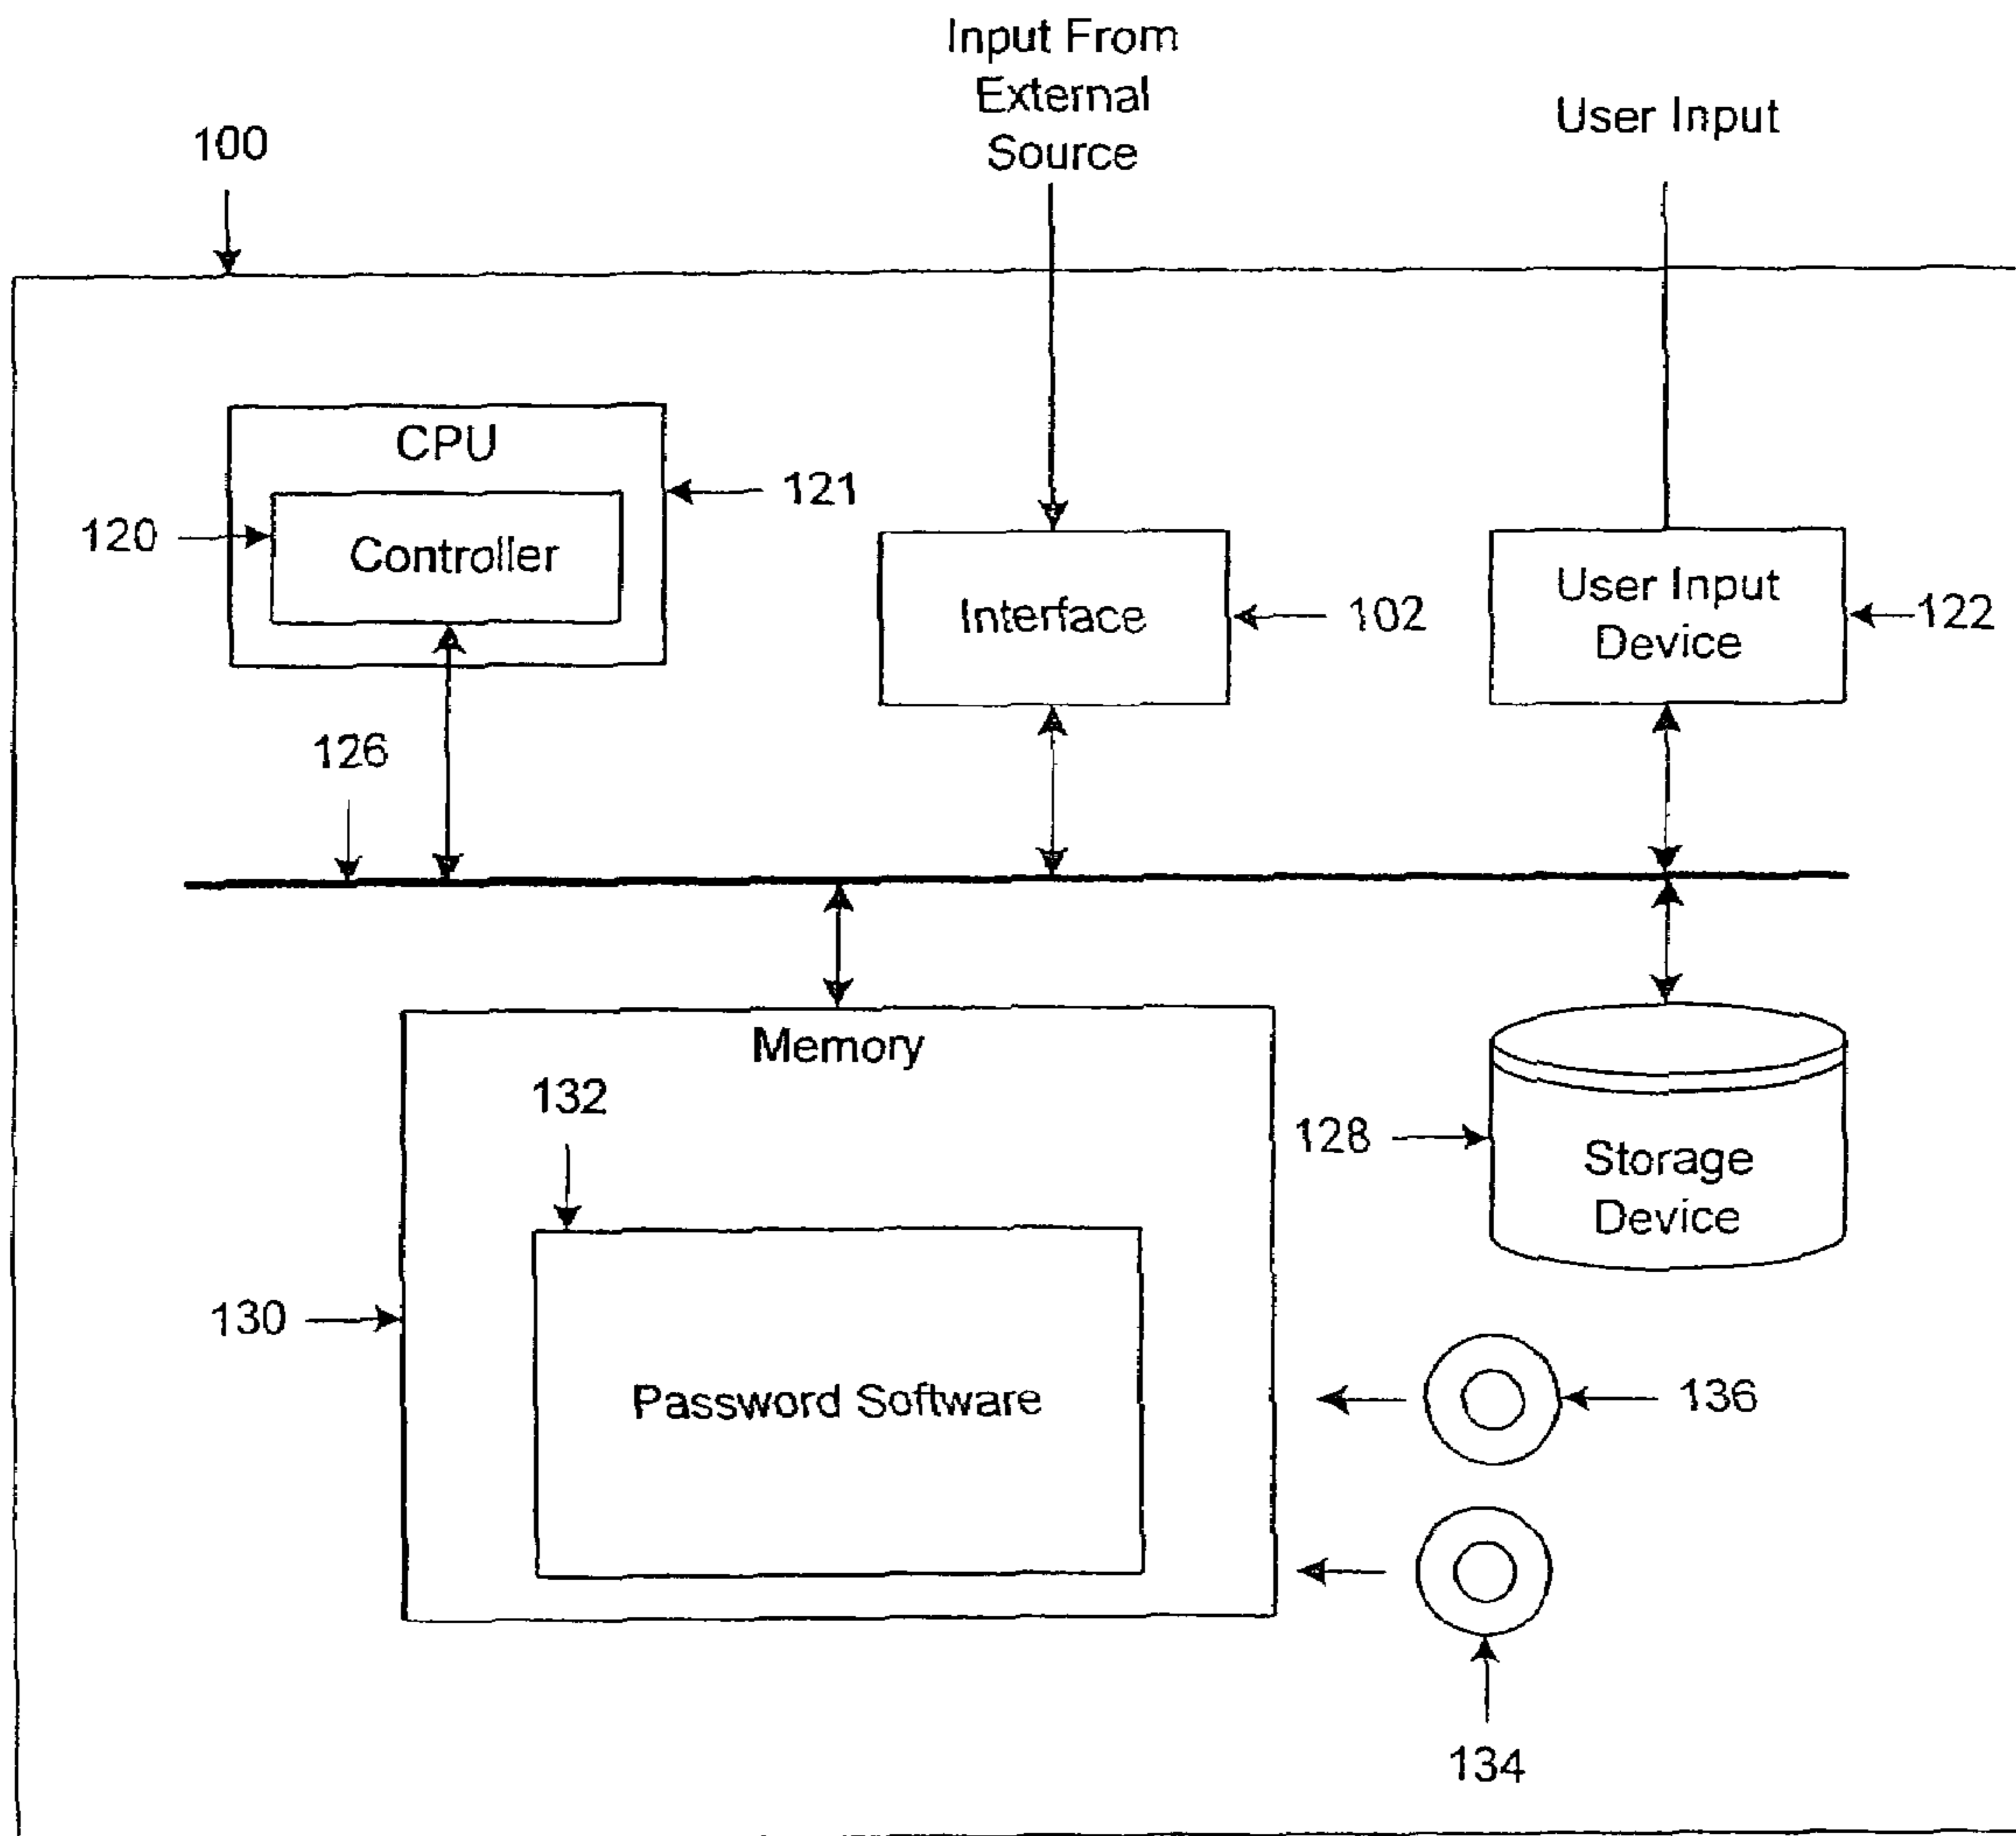 Input From
External
Source
User Input
100
CPU
121
120
Controller
Interface
102
User Input
Device
122
126
Memory
132
128
Storage
Device
130
Password Software
136
134